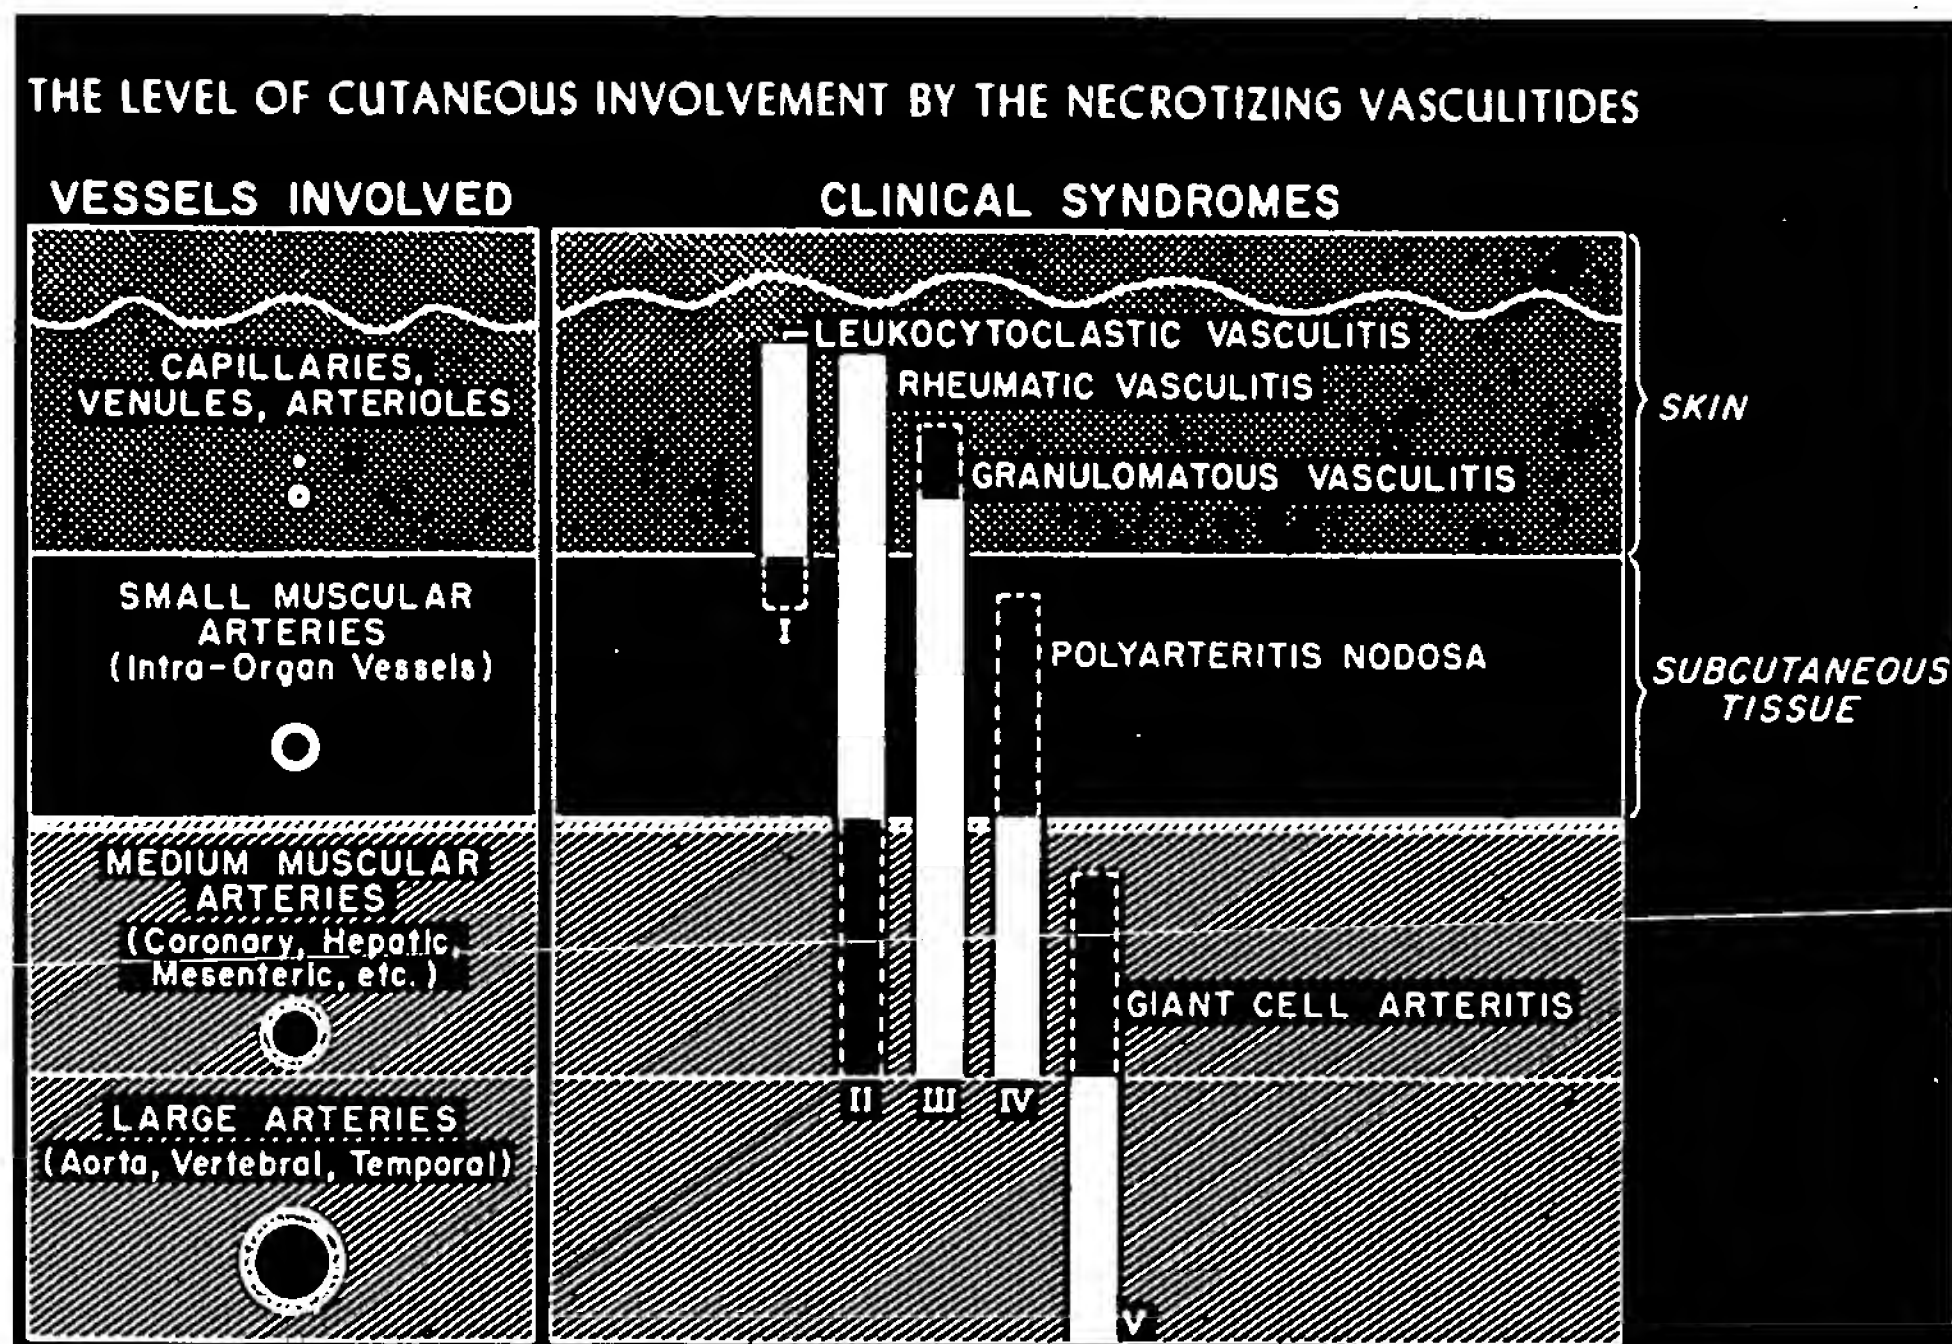 THE LEVEL OF CUTANEOUS INVOLVEMENT BY THE NECROTIZING VASCULITIDES
VESSELS INVOLVED
CLINICAL SYNDROMES
CAPILLARIES,
VENULES, ARTERIOLES
SMALL MUSCULAR
ARTERIES
(Intra-Organ Vessels)
MEDIUM MUSCULAR
ARTERIES
(Coronary, Hepatic,
Mesenteric, etc.)
LARGE ARTERIES
(Aorta, Vertebral, Temporal)
LEUKOCYTOCLASTIC VASCULITIS
RHEUMATIC VASCULITIS
GRANULOMATOUS VASCULITIS
I
POLYARTERITIS NODOSA
GIANT CELL ARTERITIS
II III IV
V
SKIN
SUBCUTANEOUS
TISSUE